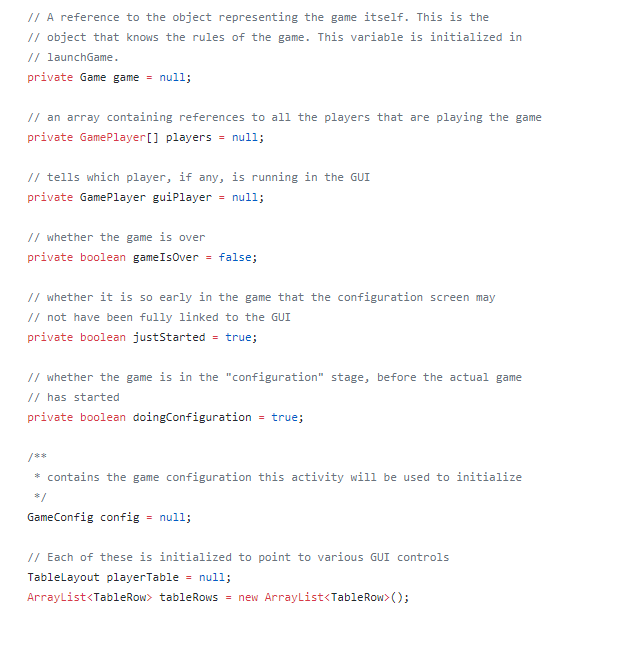 // A reference to the object representing the game itself. This is the
// object that knows the rules of the game. This variable is initialized in
// launchGame.
private Game game = null;
// an array containing references to all the players that are playing the game
private GamePlayer[] players = null;
// tells which player, if any, is running in the GUI
private GamePlayer guiPlayer = null;
// whether the game is over
private boolean gameIsOver = false;
// whether it is so early in the game that the configuration screen may
// not have been fully linked to the GUI
private boolean justStarted = true;
// whether the game is in the "configuration" stage, before the actual game
// has started
private boolean doingConfiguration = true;
/**
* contains the game configuration this activity will be used to initialize
*/
GameConfig config = null;
// Each of these is initialized to point to various GUI controls
TableLayout playerTable = null;
ArrayList<TableRow> tableRows = new ArrayList<TableRow>();